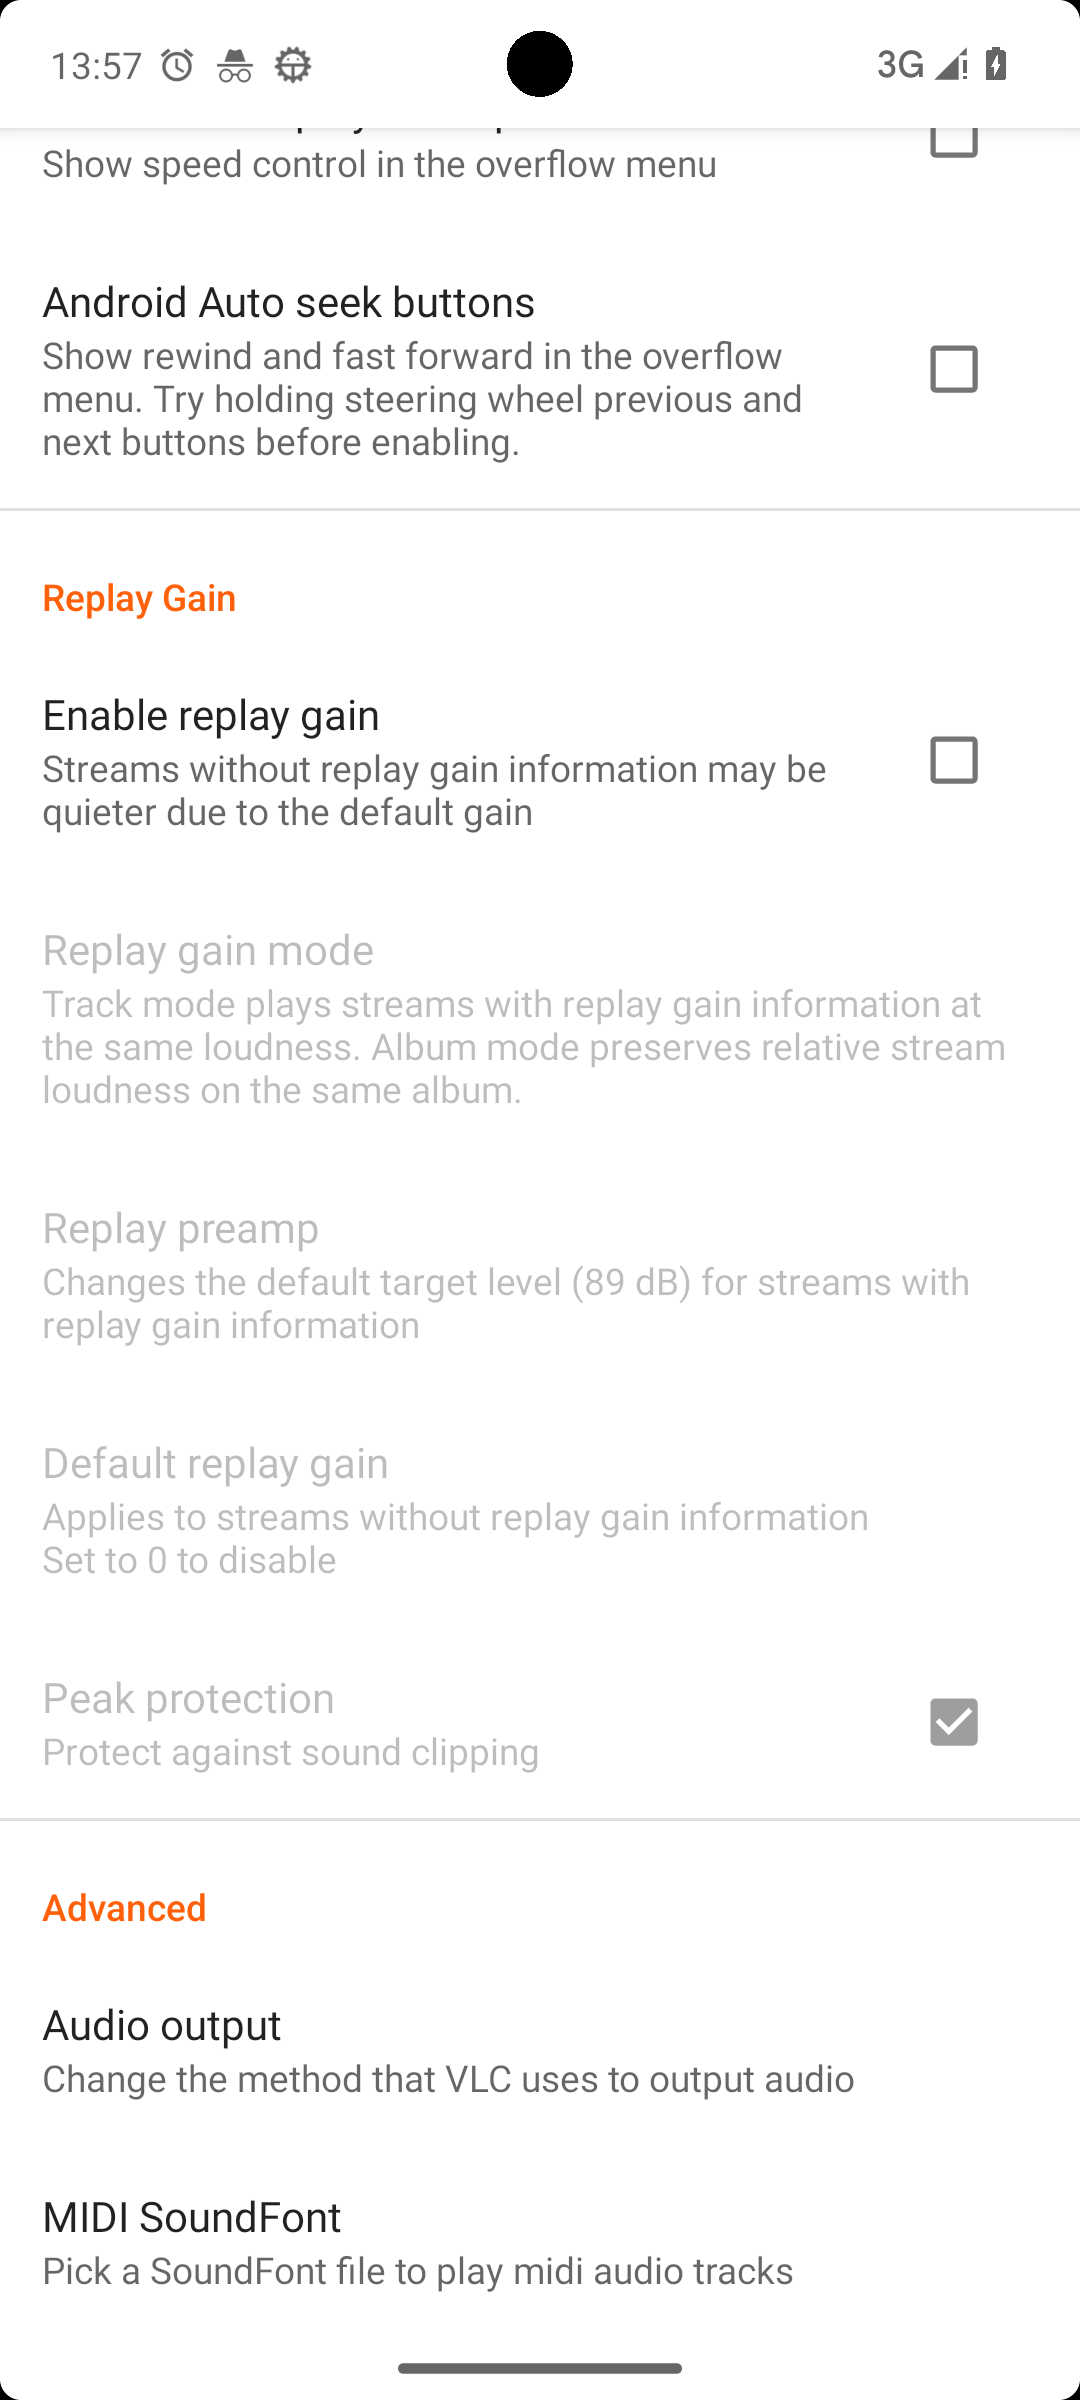 13:57
3G
Show speed control in the overflow menu
Android Auto seek buttons
Show rewind and fast forward in the overflow
menu. Try holding steering wheel previous and
next buttons before enabling.
Replay Gain
Enable replay gain
Streams without replay gain information may be
quieter due to the default gain
Replay gain mode
Track mode plays streams with replay gain information at
the same loudness. Album mode preserves relative stream
loudness on the same album.
Replay preamp
Changes the default target level (89 dB) for streams with
replay gain information
Default replay gain
Applies to streams without replay gain information
Set to 0 to disable
Peak protection
Protect against sound clipping
Advanced
Audio output
Change the method that VLC uses to output audio
MIDI SoundFont
Pick a SoundFont file to play midi audio tracks